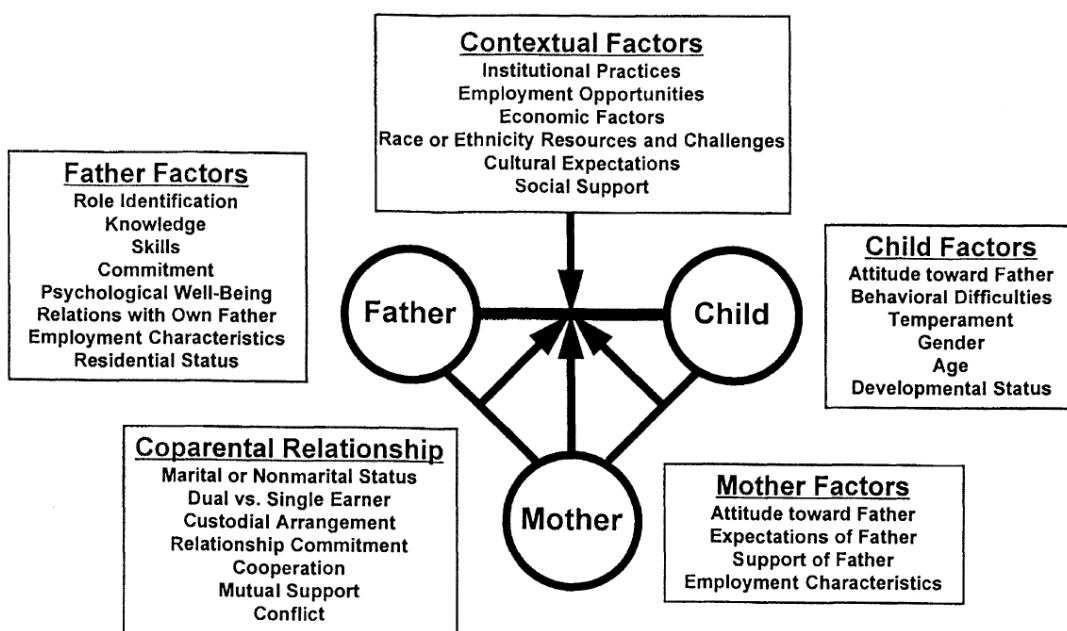 Contextual Factors
Institutional Practices
Employment Opportunities
Economic Factors
Race or Ethnicity Resources and Challenges
Cultural Expectations
Social Support
Father Factors
Role Identification
Knowledge
Skills
Commitment
Psychological Well-Being
Relations with Own Father
Employment Characteristics
Residential Status
Father
Child
Child Factors
Attitude toward Father
Behavioral Difficulties
Temperament
Gender
Age
Developmental Status
Coparental Relationship
Marital or Nonmarital Status
Dual vs. Single Earner
Custodial Arrangement
Relationship Commitment
Cooperation
Mutual Support
Conflict
Mother
Mother Factors
Attitude toward Father
Expectations of Father
Support of Father
Employment Characteristics